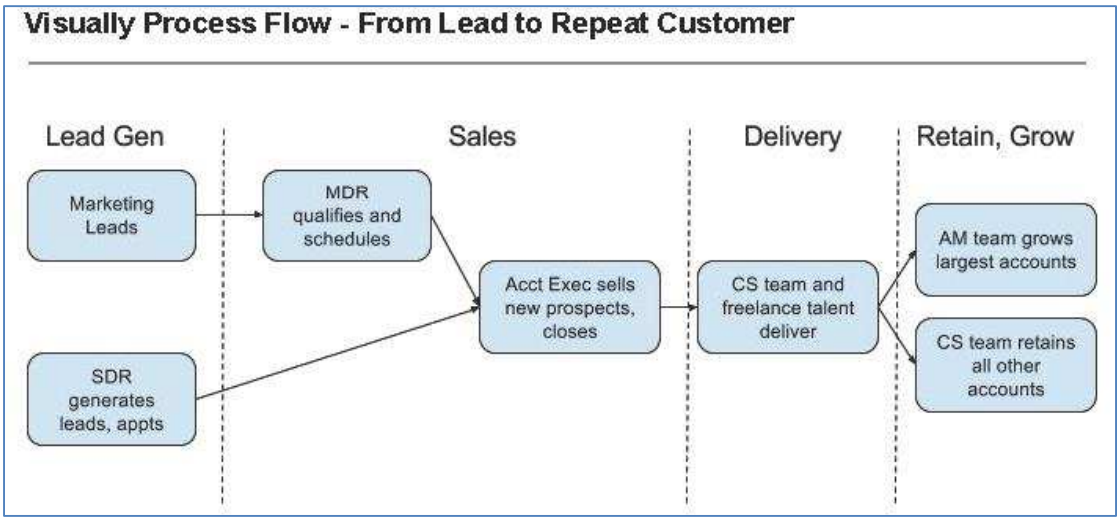 Visually Process Flow - From Lead to Repeat Customer
Lead Gen
Sales
Delivery
Retain, Grow
Marketing
Leads
MDR
qualifies and
schedules
SDR
generates
leads, appts
Acct Exec sells
new prospects,
closes
CS team and
freelance talent
deliver
AM team grows
largest accounts
CS team retains
all other
accounts